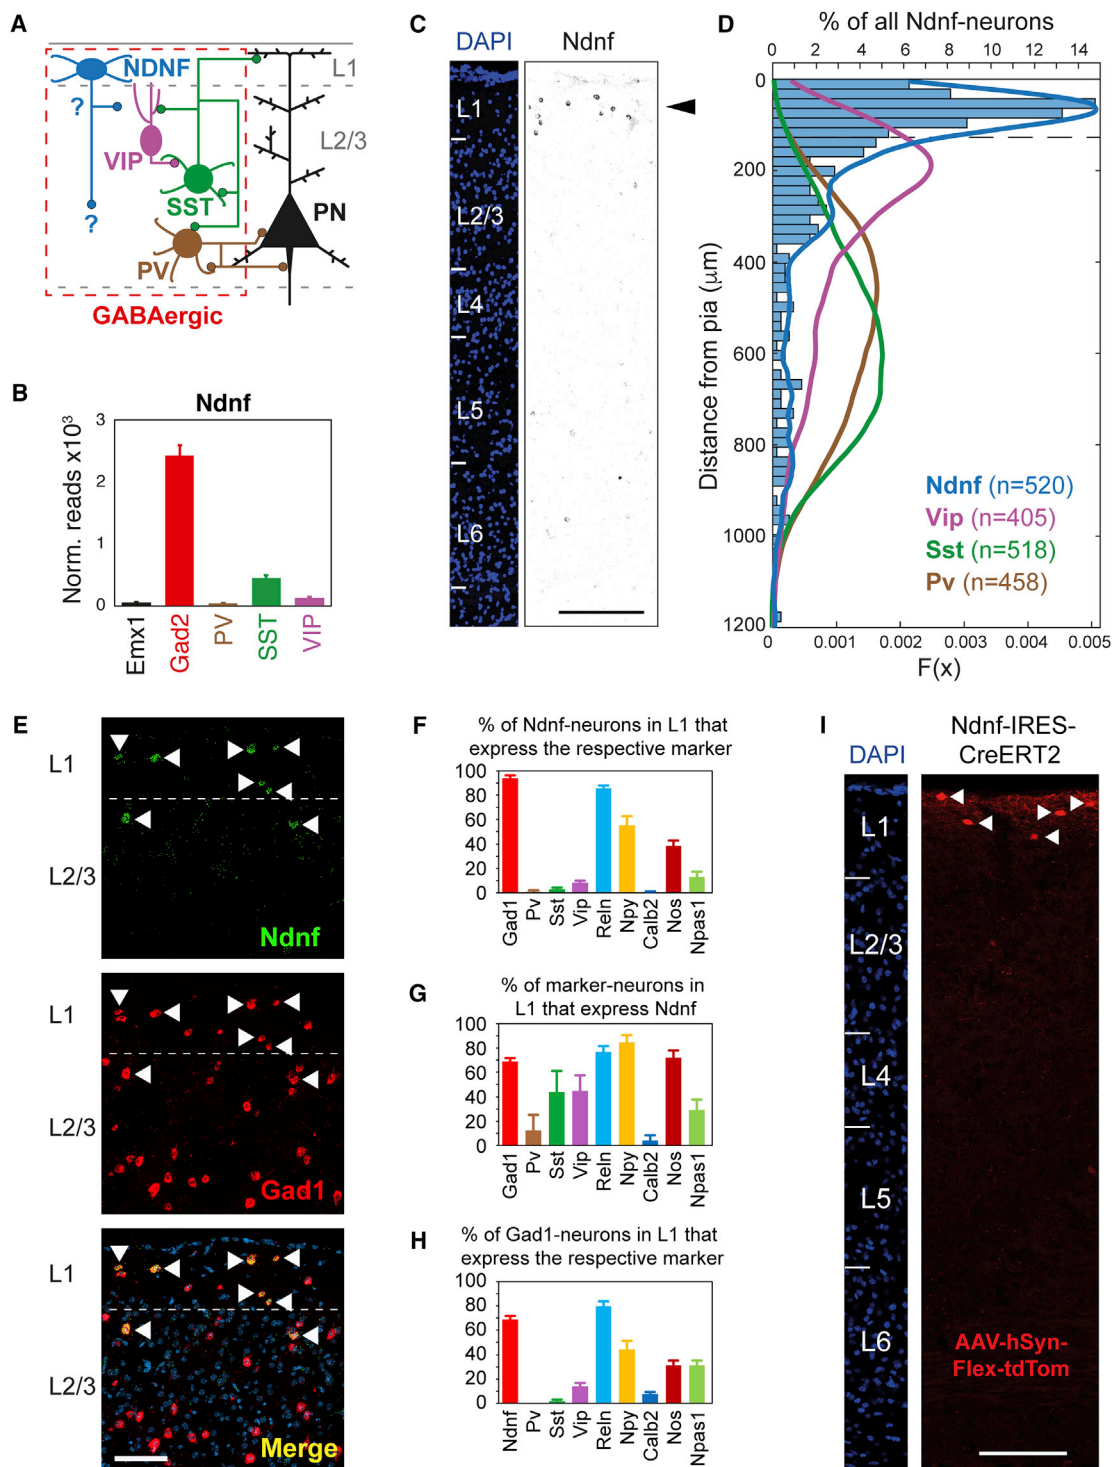 A
NDNF
L1
?
VIP
L2/3
SST
PN
?
PV
GABAergic
B
Ndnf
Norm. reads x10³
3
2
1
0
Emx1
Gad2
PV
SST
VIP
C
DAPI
Ndnf
L1
L2/3
L4
L5
L6
D
% of all Ndnf-neurons
0 2 4 6 8 10 12 14
Distance from pia (μm)
0
200
400
600
800
1000
1200
Ndnf (n=520)
Vip (n=405)
Sst (n=518)
Pv (n=458)
0 0.001 0.002 0.003 0.004 0.005
F(x)
E
L1
L2/3
Ndnf
L1
L2/3
Gad1
L1
L2/3
Merge
F
% of Ndnf-neurons in L1 that
express the respective marker
100
80
60
40
20
0
Gad1
Pv
Sst
Vip
Reln
Npy
Calb2
Nos
Npas1
G
% of marker-neurons in
L1 that express Ndnf
100
80
60
40
20
0
Gad1
Pv
Sst
Vip
Reln
Npy
Calb2
Nos
Npas1
H
% of Gad1-neurons in L1 that
express the respective marker
100
80
60
40
20
0
Ndnf
Pv
Sst
Vip
Reln
Npy
Calb2
Nos
Npas1
I
DAPI
Ndnf-IRES-
CreERT2
L1
L2/3
L4
L5
L6
AAV-hSyn-
Flex-tdTom